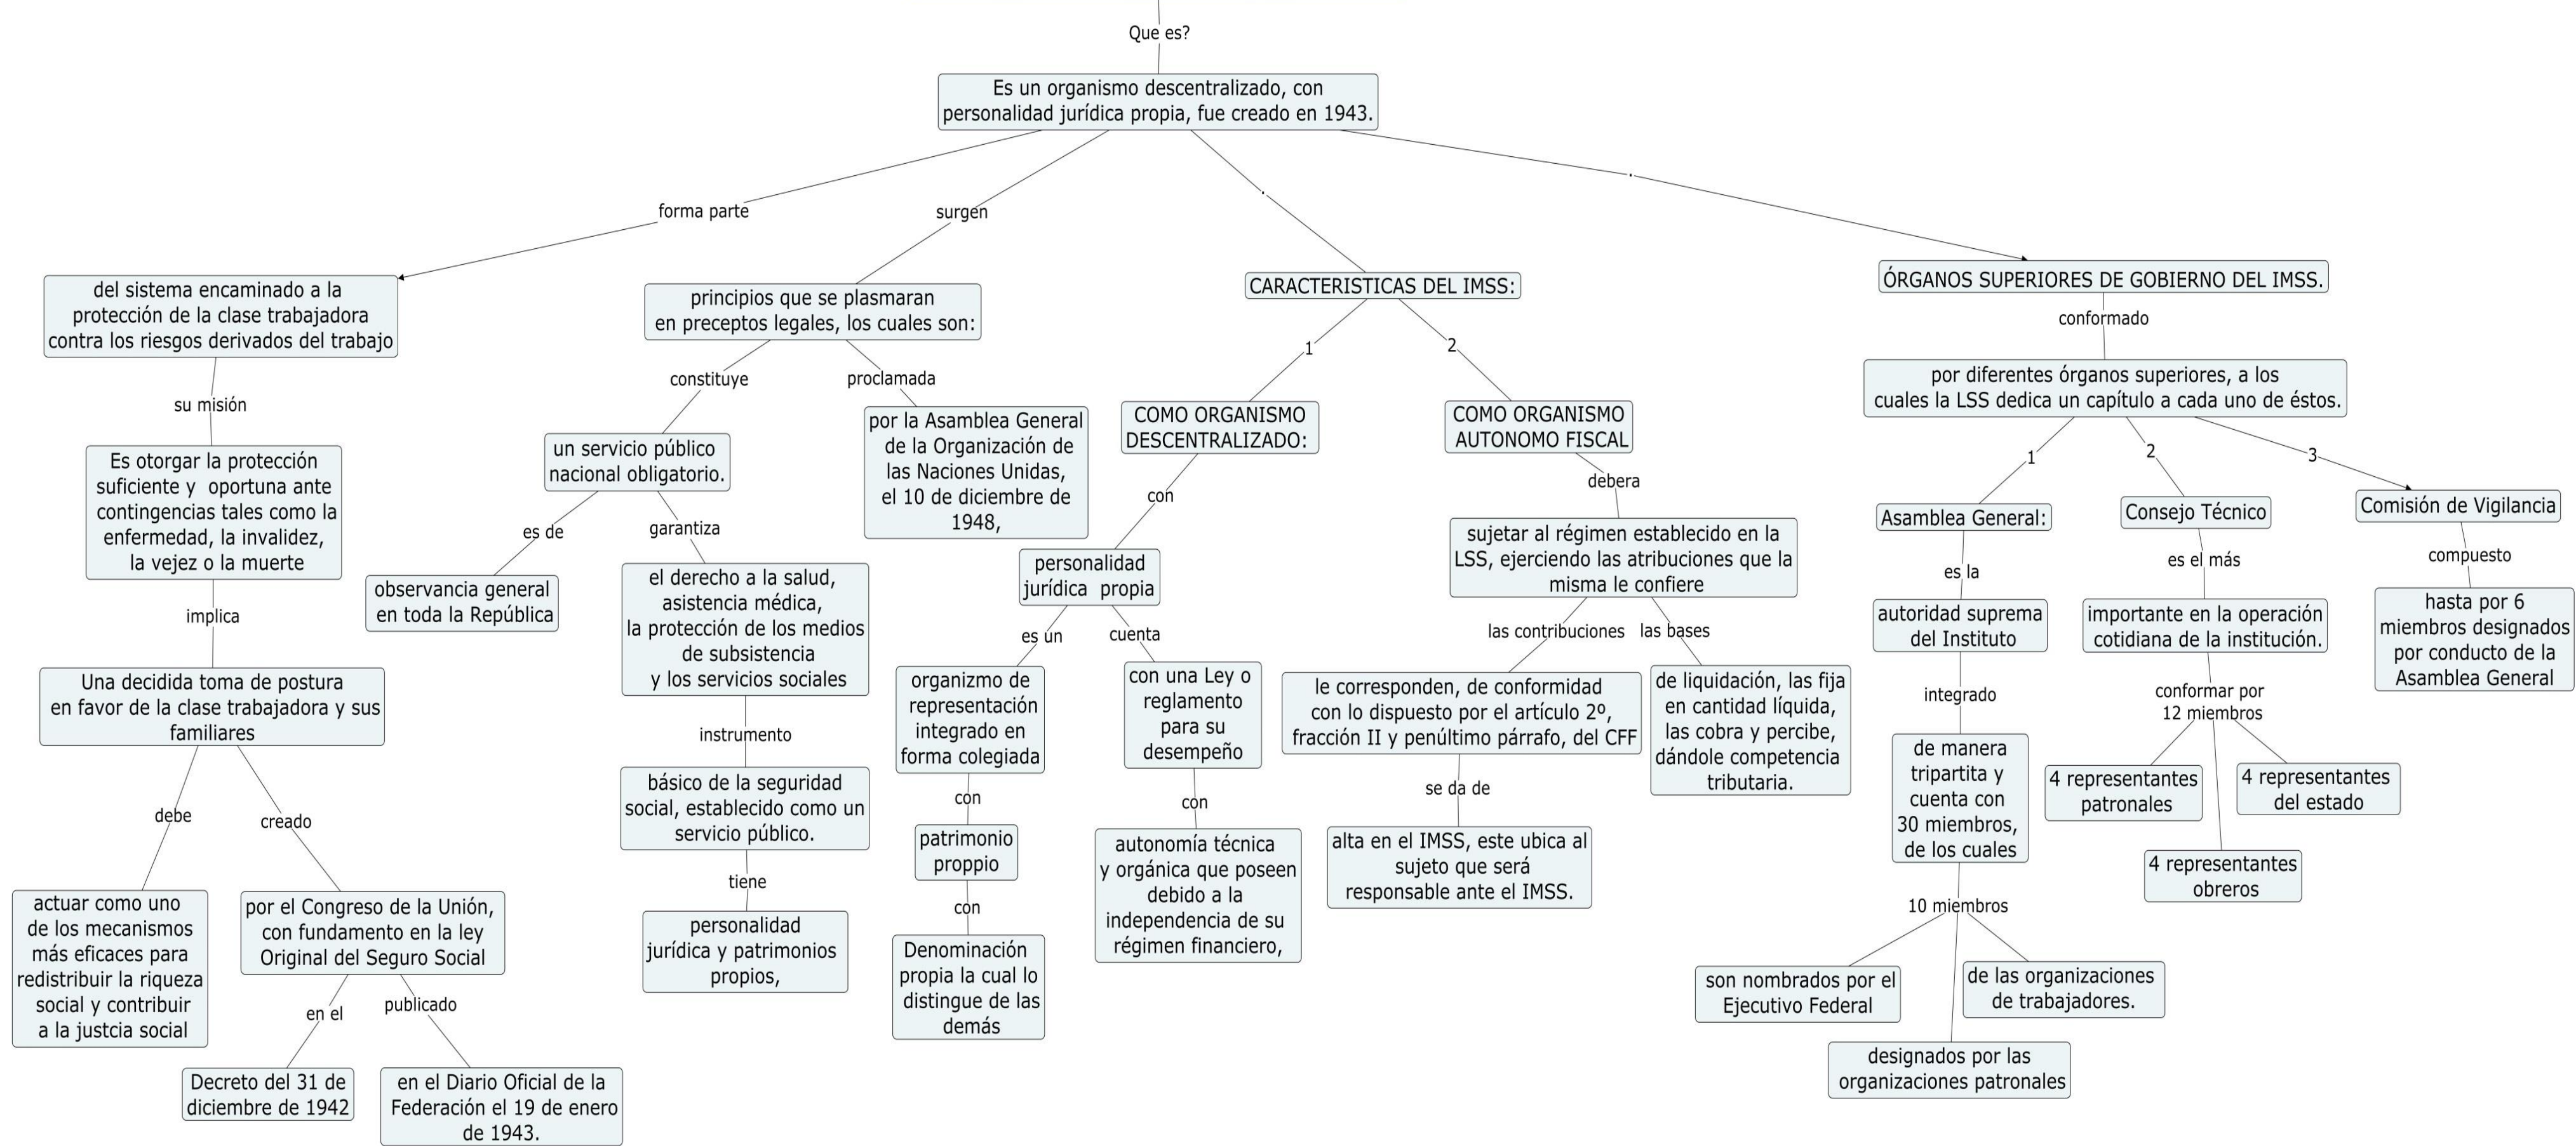 Que es?
Es un organismo descentralizado, con
personalidad jurídica propia, fue creado en 1943.
forma parte
surgen
del sistema encaminado a la
protección de la clase trabajadora
contra los riesgos derivados del trabajo
su misión
Es otorgar la protección
suficiente y oportuna ante
contingencias tales como la
enfermedad, la invalidez,
la vejez o la muerte
implica
Una decidida toma de postura
en favor de la clase trabajadora y sus
familiares
debe
creado
actuar como uno
de los mecanismos
más eficaces para
redistribuir la riqueza
social y contribuir
a la justcia social
por el Congreso de la Unión,
con fundamento en la ley
Original del Seguro Social
en el
publicado
Decreto del 31 de
diciembre de 1942
en el Diario Oficial de la
Federación el 19 de enero
de 1943.
principios que se plasmaran
en preceptos legales, los cuales son:
constituye
proclamada
un servicio público
nacional obligatorio.
por la Asamblea General
de la Organización de
las Naciones Unidas,
el 10 de diciembre de
1948,
es de
garantiza
observancia general
en toda la República
el derecho a la salud,
asistencia médica,
la protección de los medios
de subsistencia
y los servicios sociales
instrumento
básico de la seguridad
social, establecido como un
servicio público.
tiene
personalidad
jurídica y patrimonios
propios,
CARACTERISTICAS DEL IMSS:
1
2
COMO ORGANISMO
DESCENTRALIZADO:
COMO ORGANISMO
AUTONOMO FISCAL
con
personalidad
jurídica propia
es un
cuenta
organizmo de
representación
integrado en
forma colegiada
con
patrimonio
proppio
con
Denominación
propia la cual lo
distingue de las
demás
con una Ley o
reglamento
para su
desempeño
con
autonomía técnica
y orgánica que poseen
debido a la
independencia de su
régimen financiero,
debera
sujetar al régimen establecido en la
LSS, ejerciendo las atribuciones que la
misma le confiere
las contribuciones
las bases
le corresponden, de conformidad
con lo dispuesto por el artículo 2º,
fracción II y penúltimo párrafo, del CFF
se da de
alta en el IMSS, este ubica al
sujeto que será
responsable ante el IMSS.
de liquidación, las fija
en cantidad líquida,
las cobra y percibe,
dándole competencia
tributaria.
ÓRGANOS SUPERIORES DE GOBIERNO DEL IMSS.
conformado
por diferentes órganos superiores, a los
cuales la LSS dedica un capítulo a cada uno de éstos.
1
2
3
Asamblea General:
es la
autoridad suprema
del Instituto
integrado
de manera
tripartita y
cuenta con
30 miembros,
de los cuales
10 miembros
son nombrados por el
Ejecutivo Federal
de las organizaciones
de trabajadores.
designados por las
organizaciones patronales
Consejo Técnico
es el más
importante en la operación
cotidiana de la institución.
conformar por
12 miembros
4 representantes
patronales
4 representantes
del estado
4 representantes
obreros
Comisión de Vigilancia
compuesto
hasta por 6
miembros designados
por conducto de la
Asamblea General